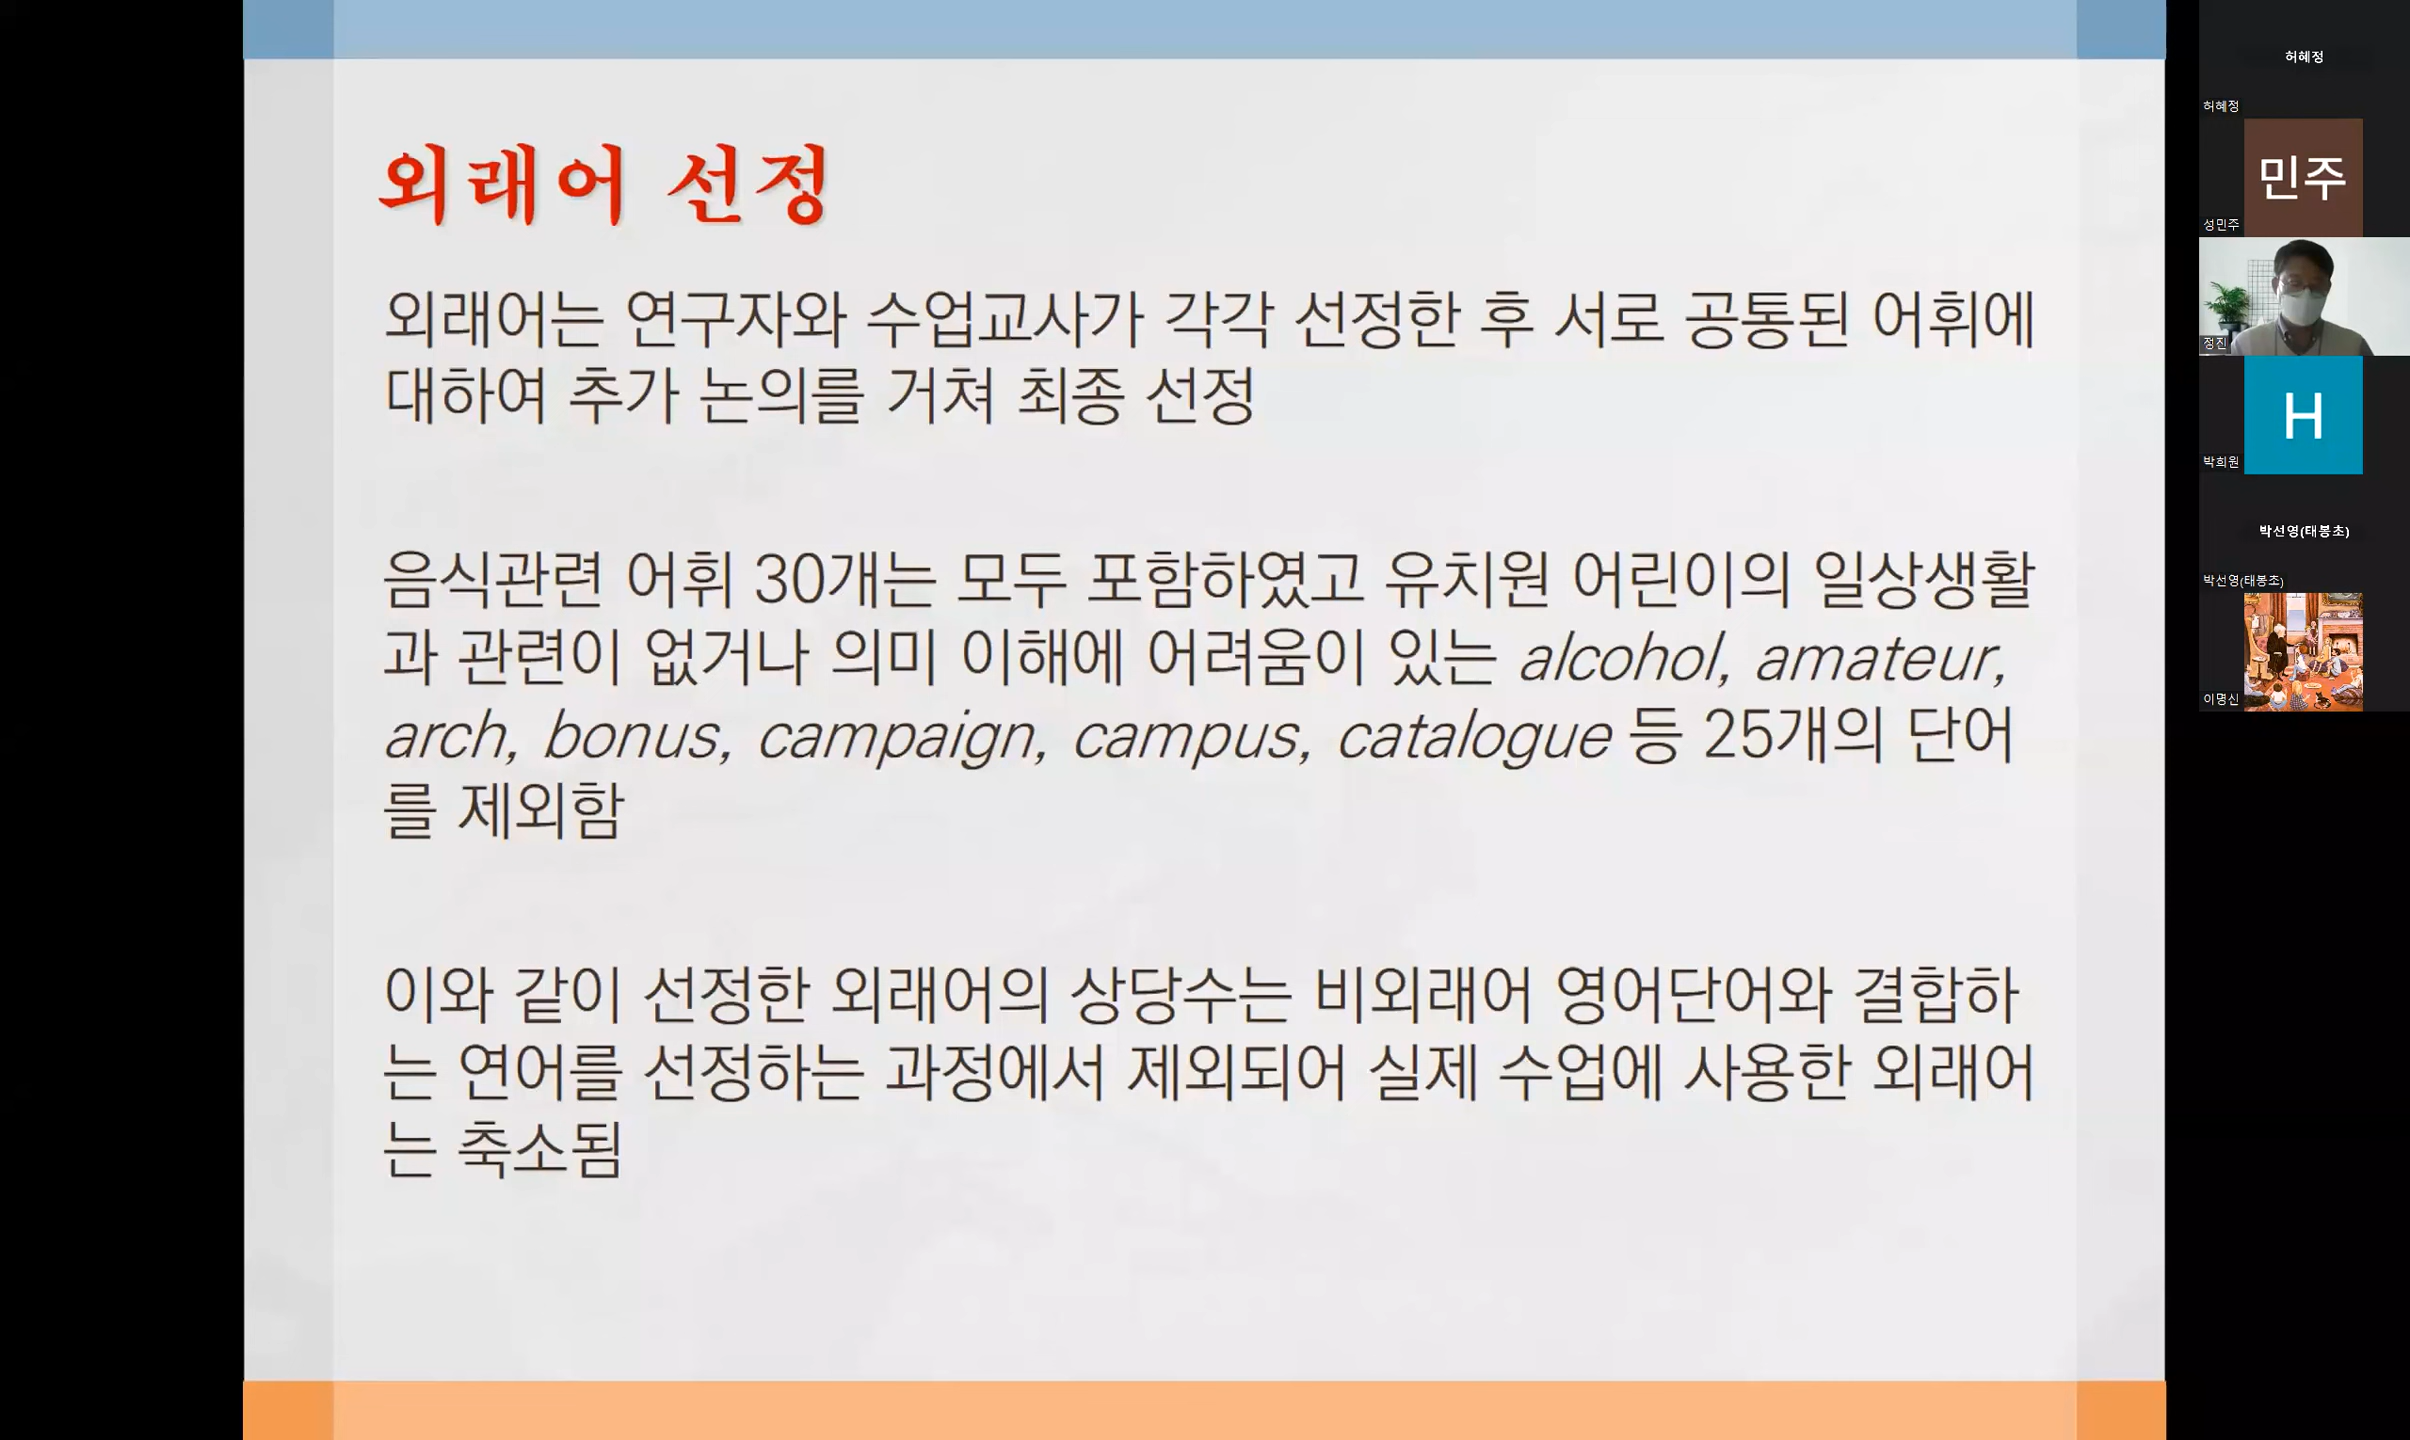 외래어 선정
외래어는 연구자와 수업교사가 각각 선정한 후 서로 공통된 어휘에
대하여 추가 논의를 거쳐 최종 선정
음식관련 어휘 30개는 모두 포함하였고 유치원 어린이의 일상생활
과 관련이 없거나 의미 이해에 어려움이 있는 alcohol, amateur,
arch, bonus, campaign, campus, catalogue 등 25개의 단어
를 제외함
이와 같이 선정한 외래어의 상당수는 비외래어 영어단어와 결합하
는 연어를 선정하는 과정에서 제외되어 실제 수업에 사용한 외래어
는 축소됨
허혜정
허혜정
민주
성민주
정진
H
박희원
박선영(태봉초)
박선영(태봉초)
이명신